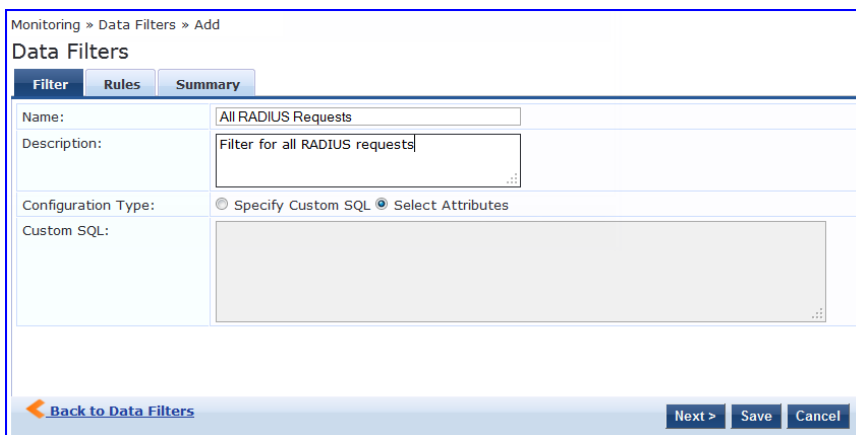 Monitoring » Data Filters » Add
Data Filters
Filter Rules Summary
Name: All RADIUS Requests
Description: Filter for all RADIUS requests
Configuration Type: Specify Custom SQL Select Attributes
Custom SQL:
Back to Data Filters Next > Save Cancel